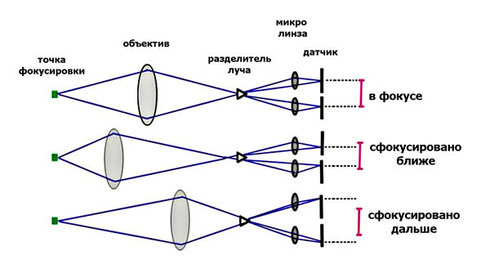 точка
фокусировки
объектив
разделитель
луча
микро
линза
датчик
в фокусе
сфокусировано
ближе
сфокусировано
дальше